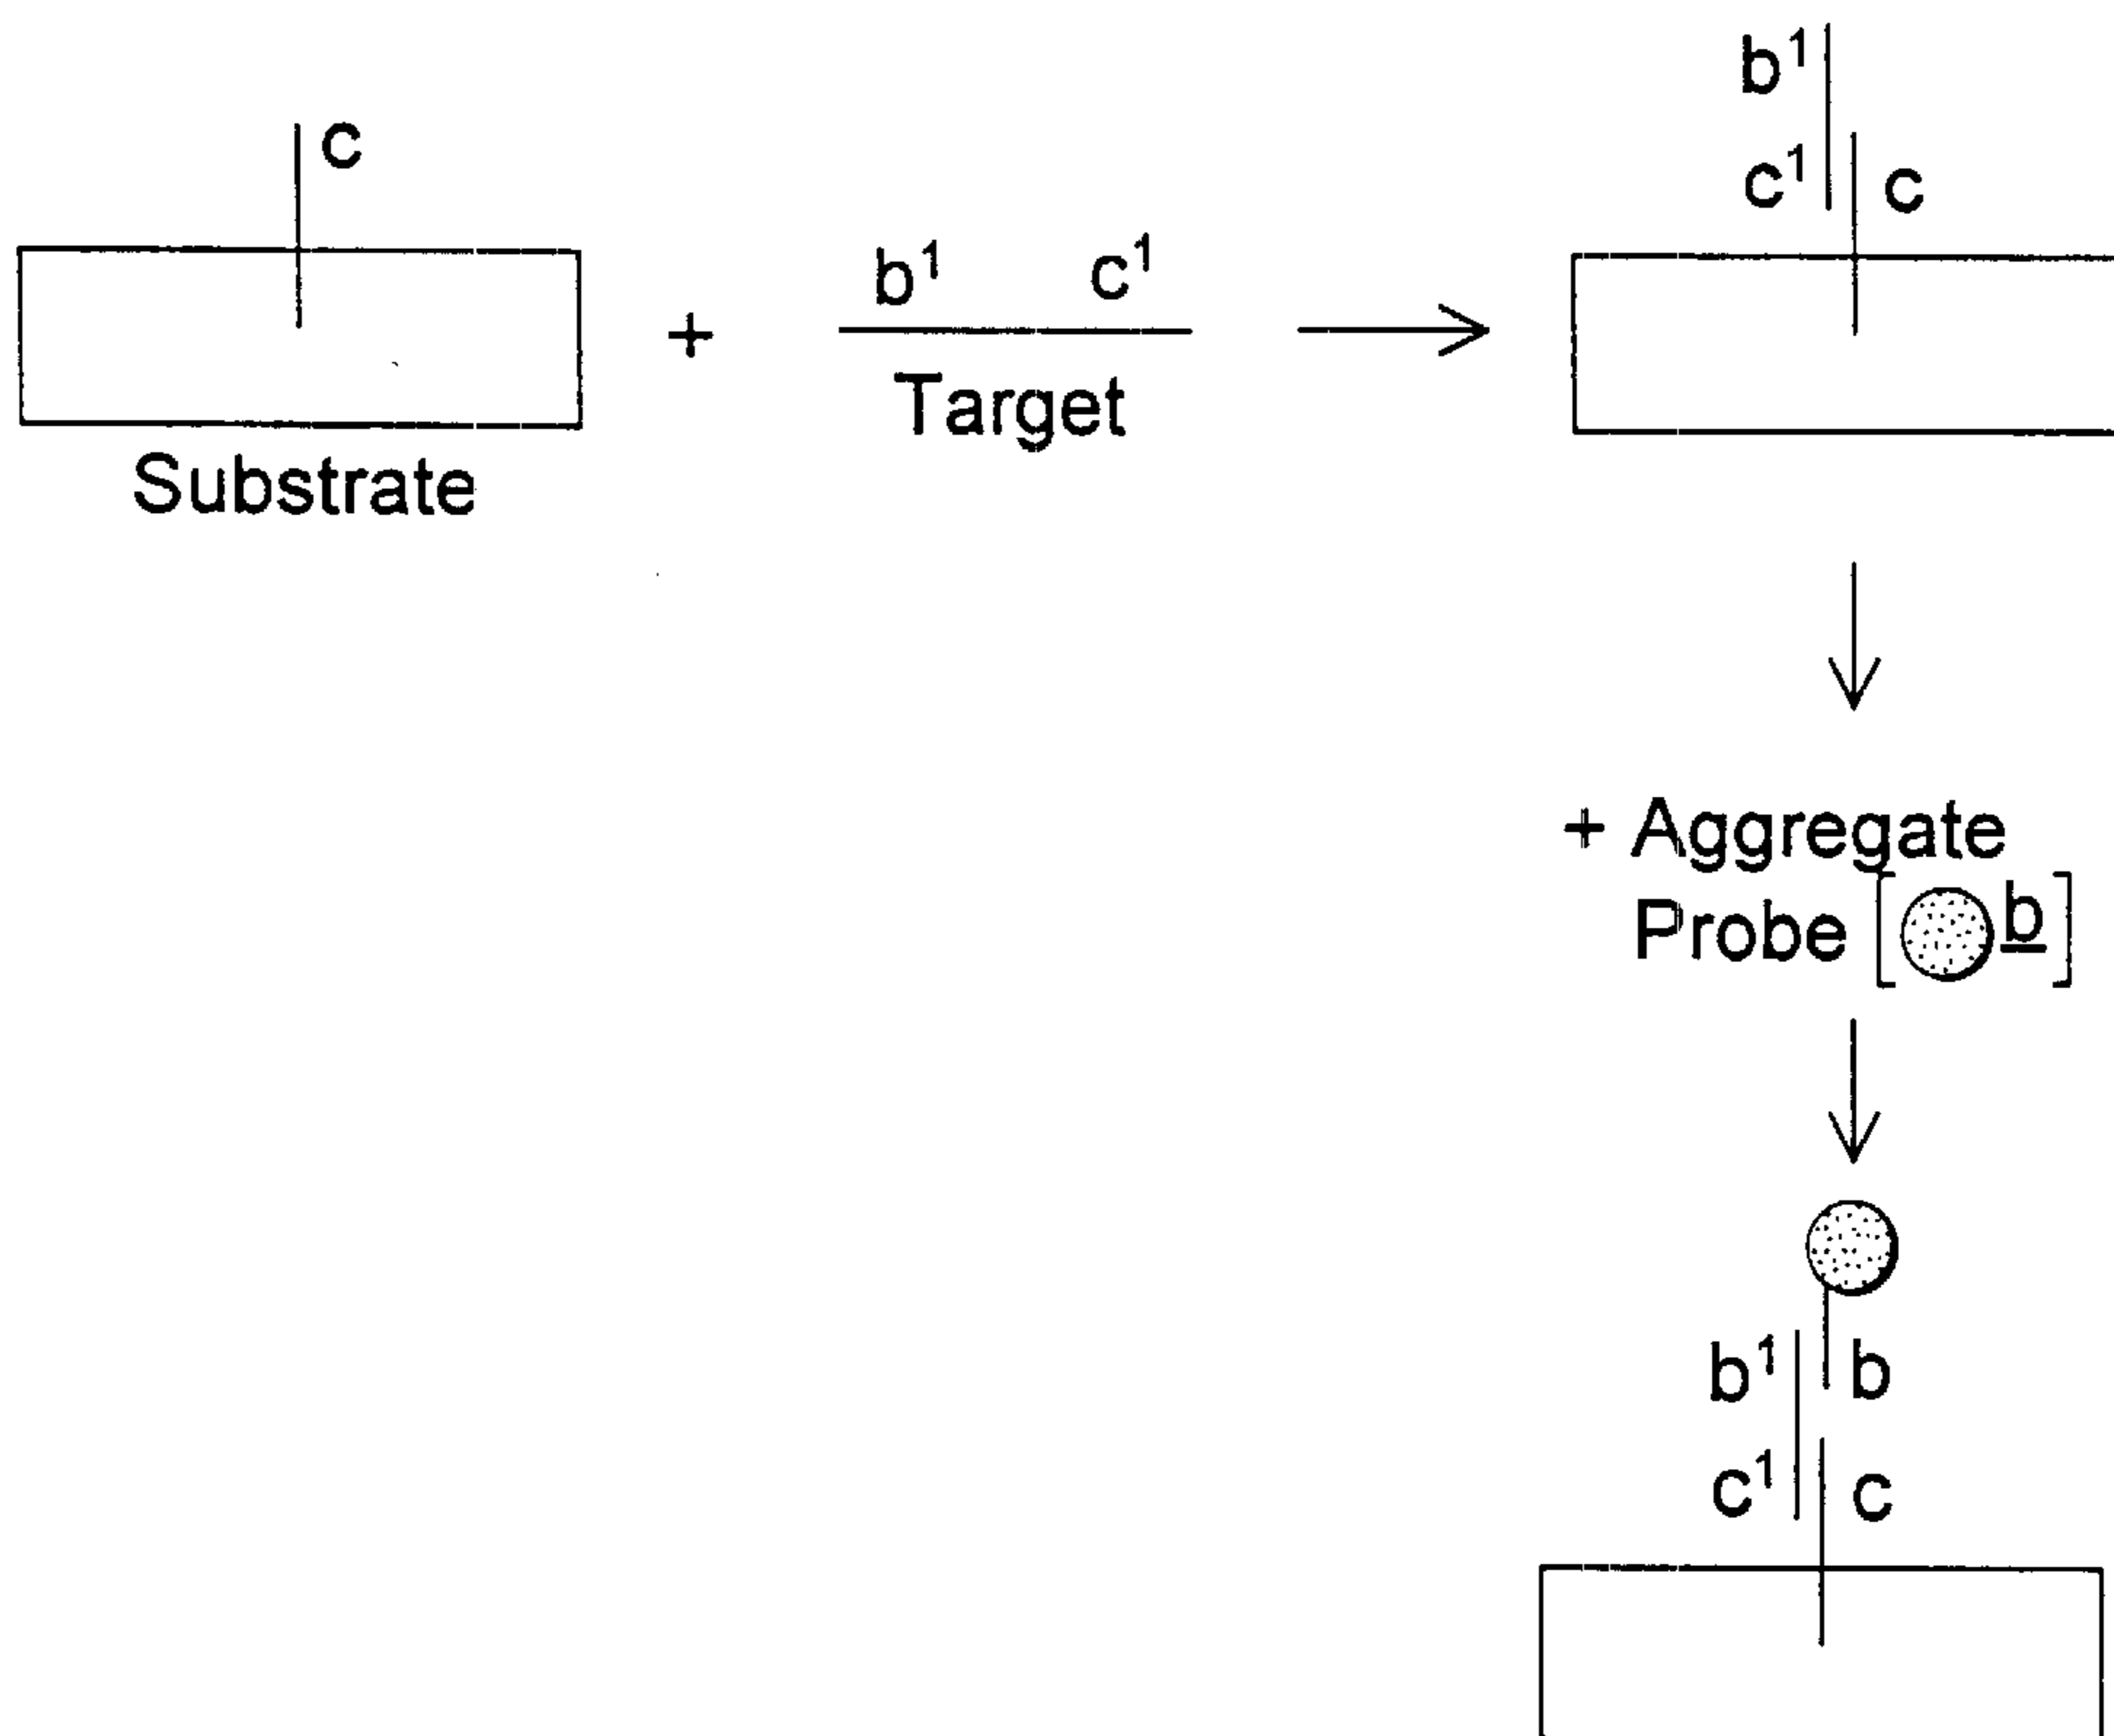 c
Substrate
+
b¹ c¹
Target
b¹
c¹ c
+ Aggregate
Probe [ b ]
b¹ b
c¹ c